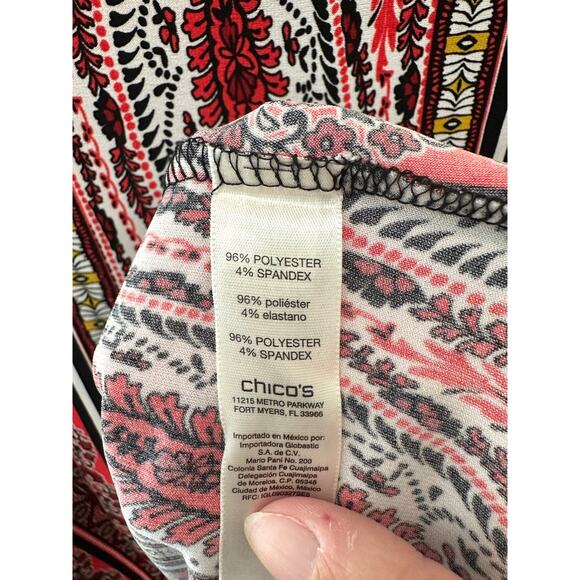 96% POLYESTER
4% SPANDEX
96% poliéster
4% elastano
96% POLYESTER
4% SPANDEX
chico's
11215 METRO PARKWAY
FORT MYERS, FL 33966
Importado en México por:
Importadora Globastic
S.A. de C.V.
Mario Pani No. 200
Colonia Santa Fe Cuajimalpa
Delegación Cuajimalpa
de Morelos, C.P. 05348
Ciudad de México, México
RFC: IGL090327SE5